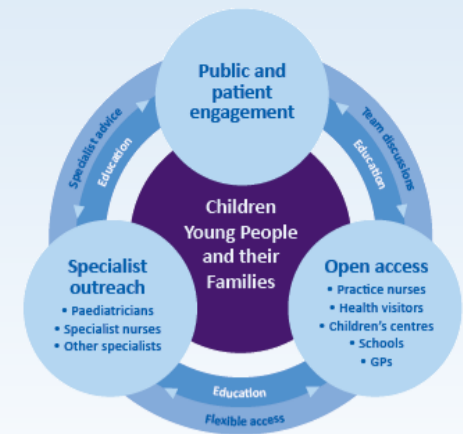 Public and
patient
engagement
Specialist advice
Education
Team discussions
Education
Children
Young People
and their
Families
Specialist
outreach
• Paediatricians
• Specialist nurses
• Other specialists
Open access
• Practice nurses
• Health visitors
• Children's centres
• Schools
• GPs
Education
Flexible access